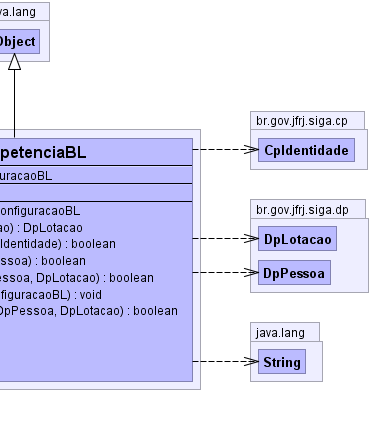 va.lang
Object
petenciaBL
uracaoBL
onfiguracaoBL
ao) : DpLotacao
Identidade) : boolean
ssoa) : boolean
essoa, DpLotacao) : boolean
figuracaoBL) : void
DpPessoa, DpLotacao) : boolean
br.gov.jfrj.siga.cp
CpIdentidade
br.gov.jfrj.siga.dp
DpLotacao
DpPessoa
java.lang
String